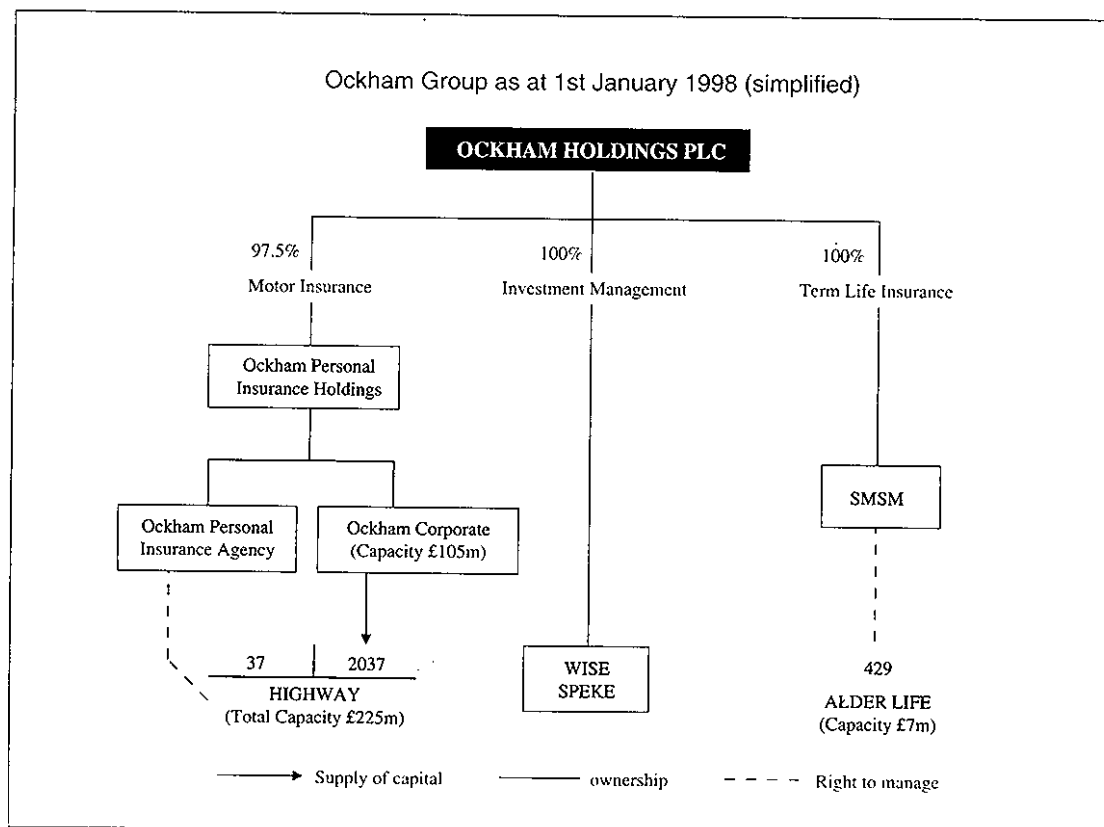 Ockham Group as at 1st January 1998 (simplified)
OCKHAM HOLDINGS PLC
97.5%
Motor Insurance
100%
Investment Management
100%
Term Life Insurance
Ockham Personal
Insurance Holdings
Ockham Personal
Insurance Agency
Ockham Corporate
(Capacity £105m)
SMSM
37
2037
HIGHWAY
(Total Capacity £225m)
WISE
SPEKE
429
ALDER LIFE
(Capacity £7m)
Supply of capital
ownership
Right to manage